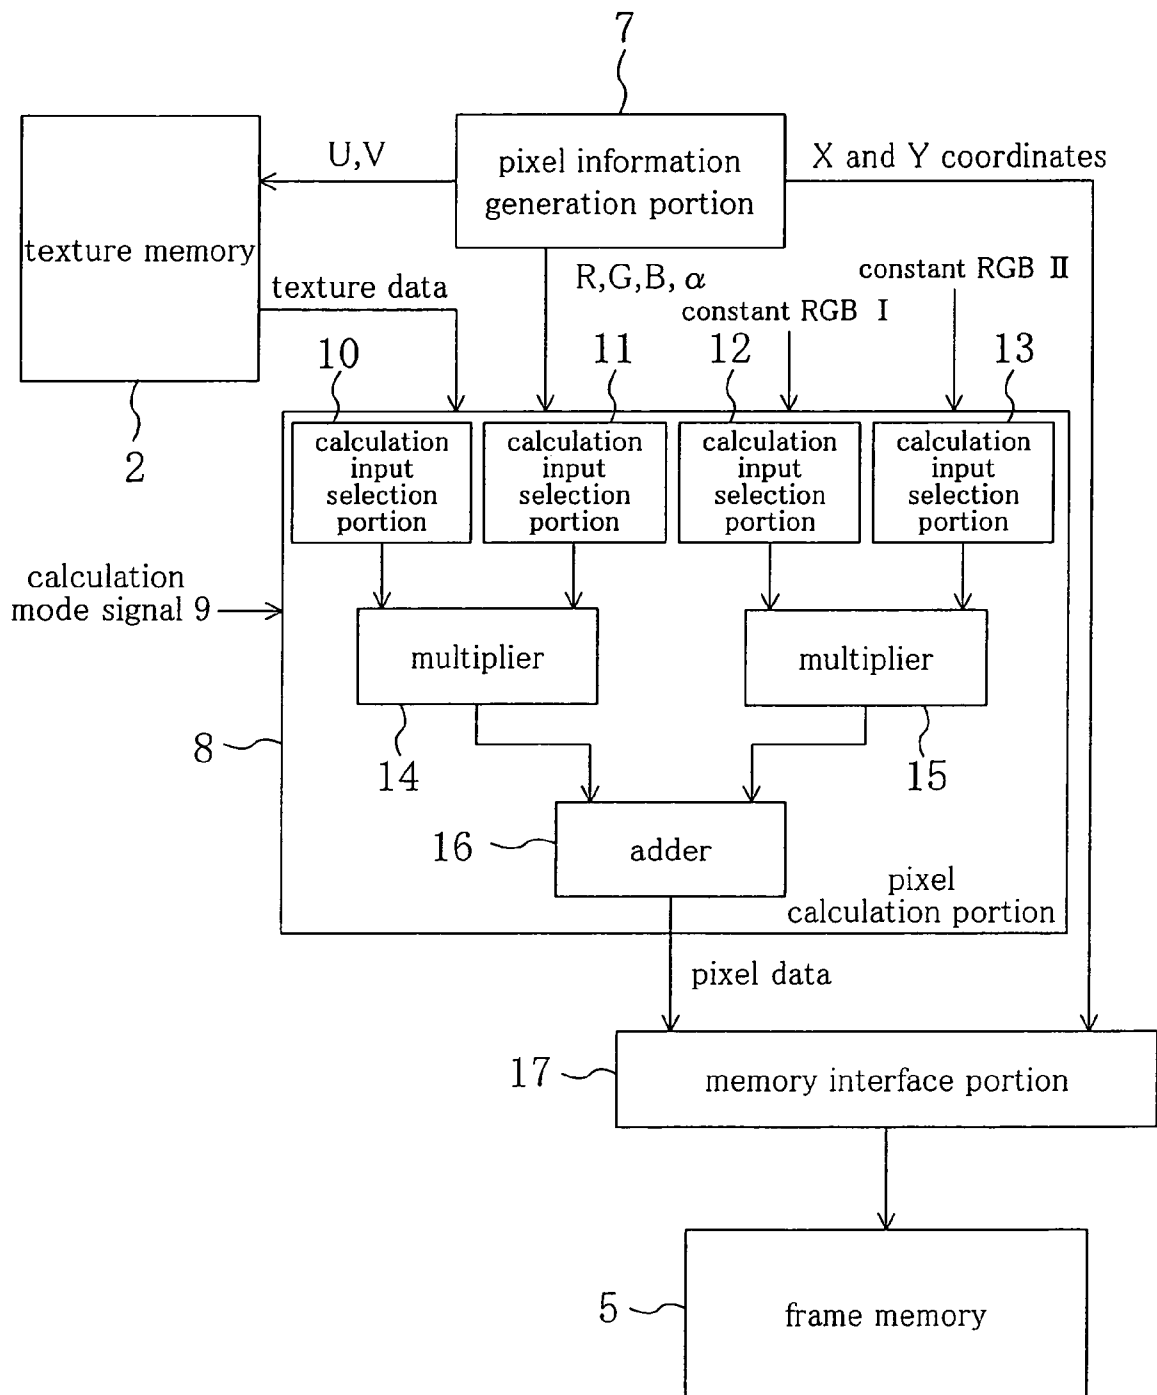 7
U,V
pixel information
generation portion
X and Y coordinates
texture memory
texture data
R,G,B, α
constant RGB Ⅰ
constant RGB Ⅱ
2
10
11
12
13
calculation
input
selection
portion
calculation
input
selection
portion
calculation
input
selection
portion
calculation
input
selection
portion
calculation
mode signal 9
multiplier
multiplier
8
14
15
16
adder
pixel
calculation portion
pixel data
17
memory interface portion
5
frame memory